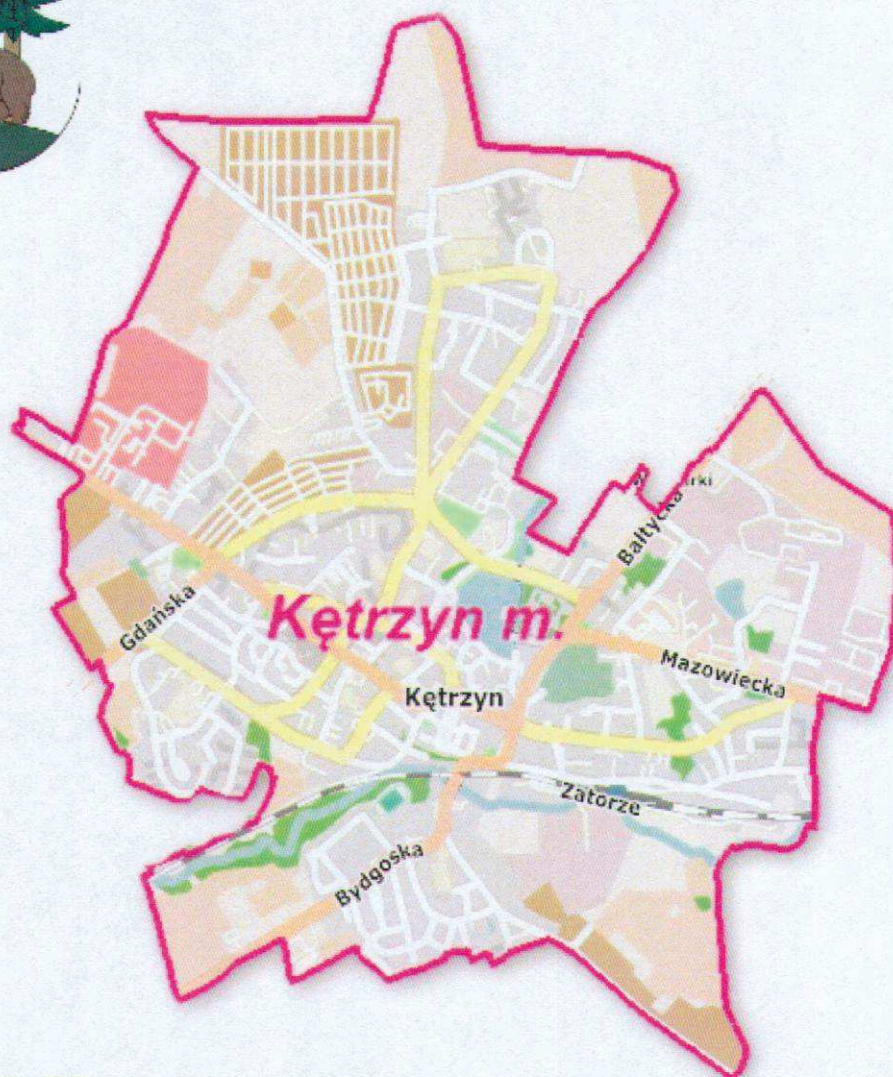 Bałtycka
Gdańska
Kętrzyn m.
Mazowiecka
Kętrzyn
Zatorze
Bydgoska